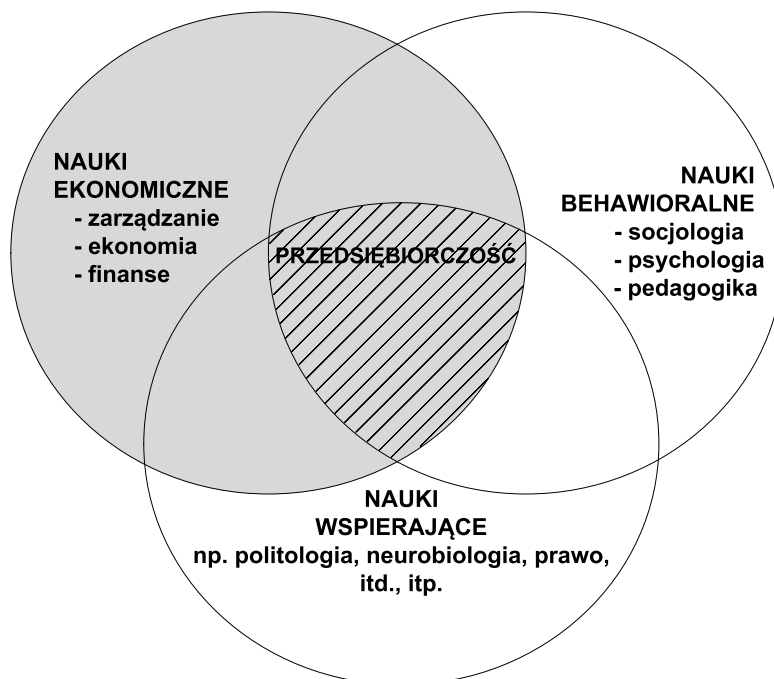 NAUKI
EKONOMICZNE
- zarządzanie
- ekonomia
- finanse
NAUKI
BEHAWIORALNE
- socjologia
- psychologia
- pedagogika
PRZEDSIĘBIORCZOŚĆ
NAUKI
WSPIERAJĄCE
np. politologia, neurobiologia, prawo,
itd., itp.